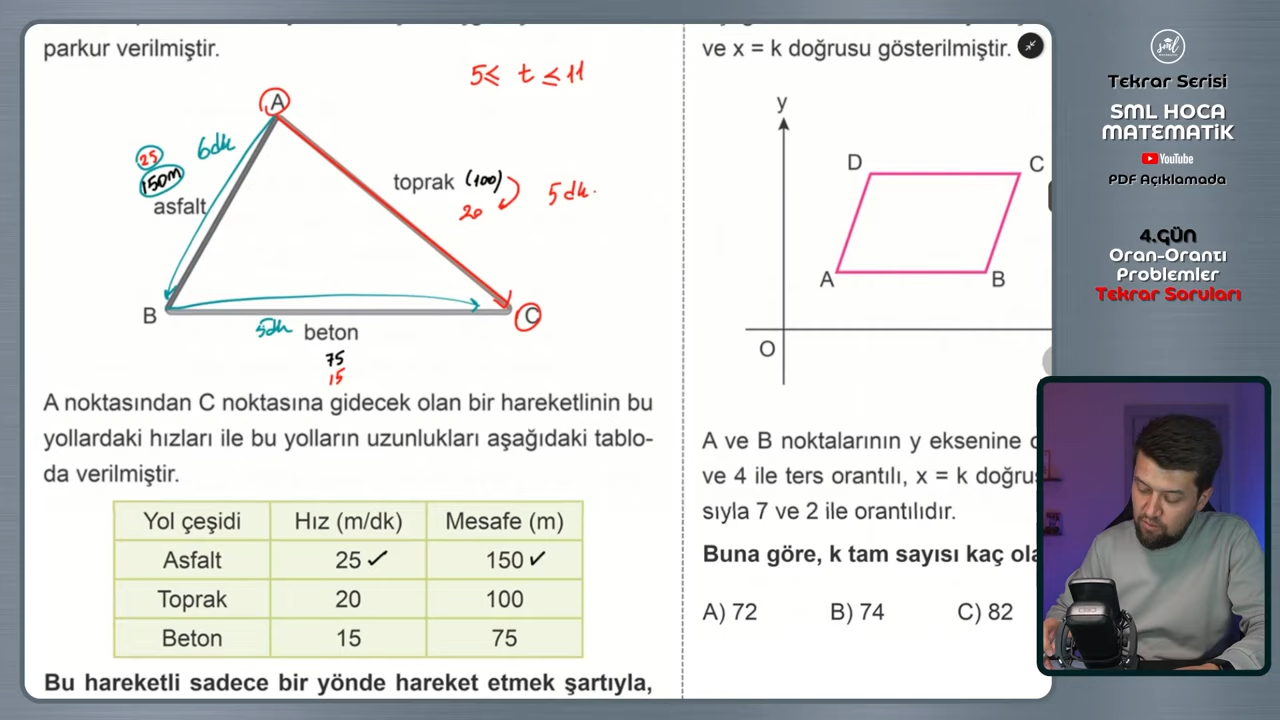 parkur verilmiştir.
5≤ t ≤11
A
6dk
25
150m
asfalt
toprak (100)
20
5dk.
B
C
5dk
beton
75
15
A noktasından C noktasına gidecek olan bir hareketlinin bu
yollardaki hızları ile bu yolların uzunlukları aşağıdaki tablo-
da verilmiştir.
Yol çeşidi Hız (m/dk) Mesafe (m)
Asfalt 25 ✓ 150 ✓
Toprak 20 100
Beton 15 75
Bu hareketli sadece bir yönde hareket etmek şartıyla,
ve x = k doğrusu gösterilmiştir.
y
D
C
A
B
O
A ve B noktalarının y eksenine
ve 4 ile ters orantılı, x = k
sıyla 7 ve 2 ile orantılıdır.
Buna göre, k tam sayısı kaç
A) 72 B) 74 C) 82
sml
Tekrar Serisi
SML HOCA
MATEMATİK
YouTube
PDF Açıklamada
4.GÜN
Oran-Orantı
Problemler
Tekrar Soruları